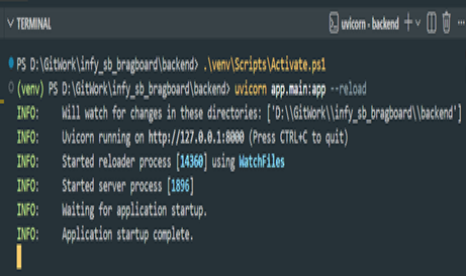 TERMINAL
uvicorn - backend
PS D:\GitWork\infy_sb_bragboard\backend> .\venv\Scripts\Activate.ps1
(venv) PS D:\GitWork\infy_sb_bragboard\backend> uvicorn app.main:app --reload
INFO: Will watch for changes in these directories: ['D:\\GitWork\\infy_sb_bragboard\\backend']
INFO: Uvicorn running on http://127.0.0.1:8000 (Press CTRL+C to quit)
INFO: Started reloader process [14360] using WatchFiles
INFO: Started server process [1896]
INFO: Waiting for application startup.
INFO: Application startup complete.